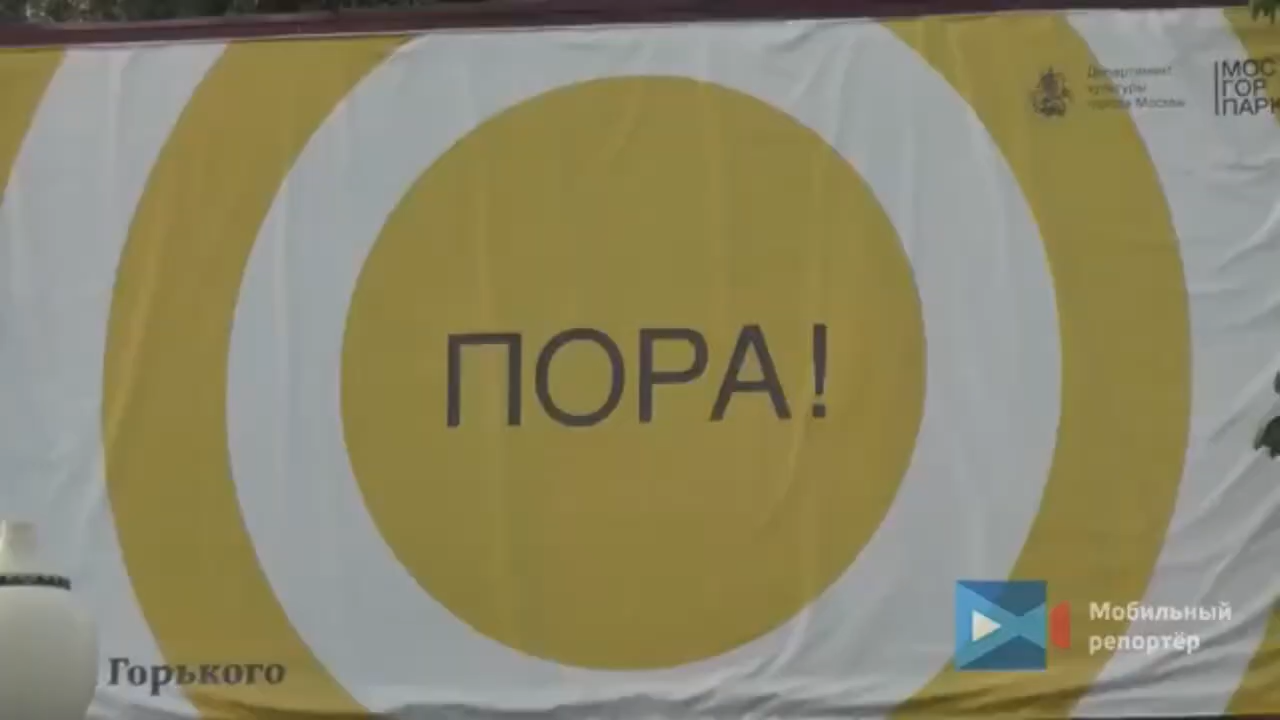 Департамент
культуры
города Москвы
МОС
ГОР
ПАРК
ПОРА!
Горького
Мобильный
репортёр